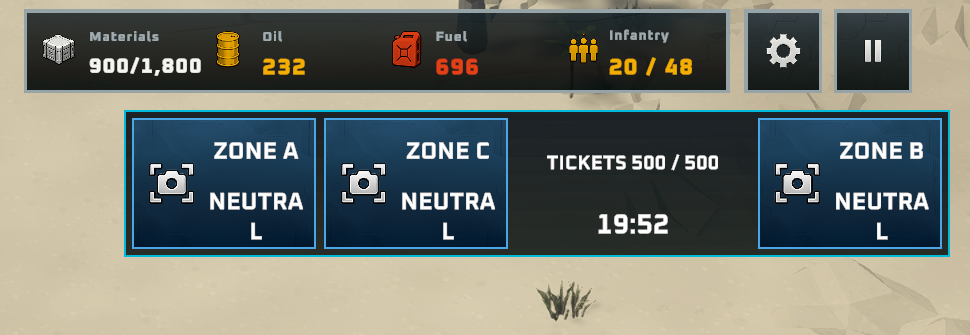 Materials
900/1,800
Oil
232
Fuel
696
Infantry
20 / 48
ZONE A
NEUTRA
L
ZONE C
NEUTRA
L
TICKETS 500 / 500
19:52
ZONE B
NEUTRA
L